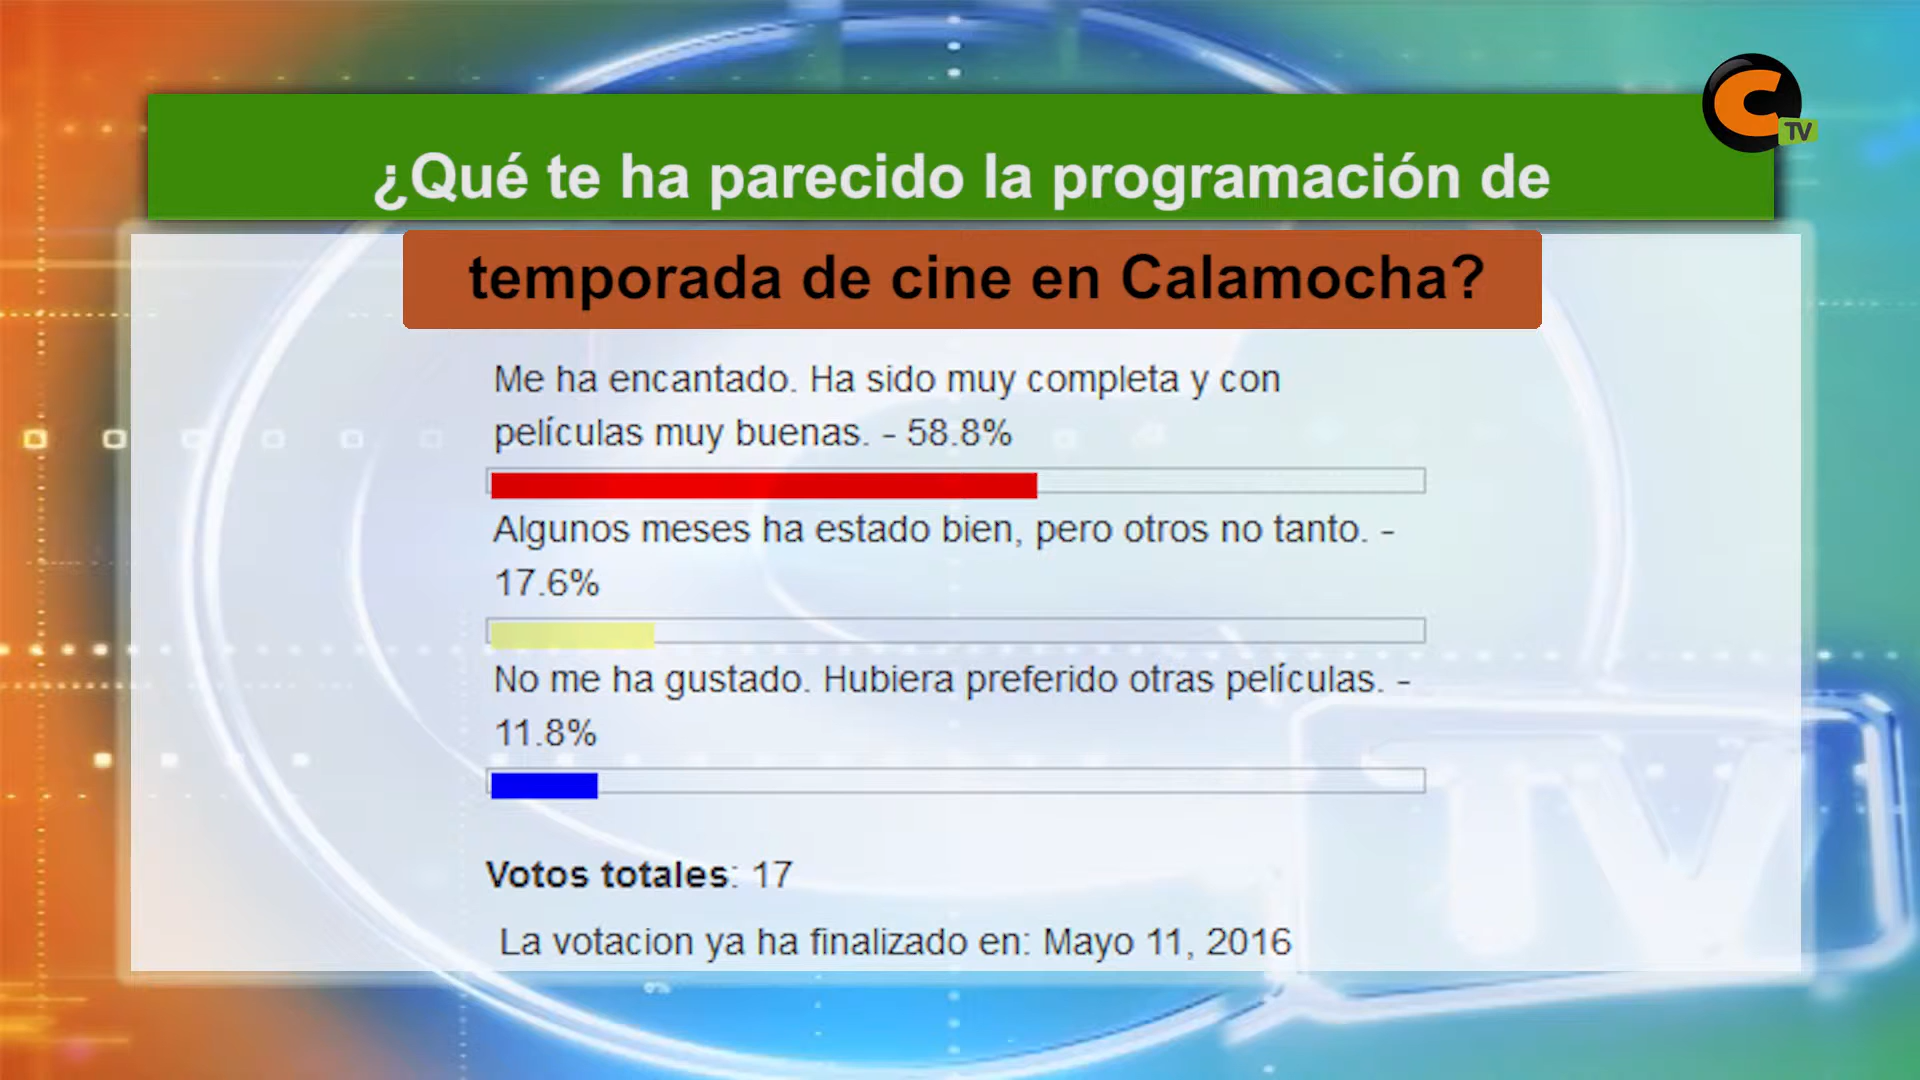 C
TV
¿Qué te ha parecido la programación de
temporada de cine en Calamocha?
Me ha encantado. Ha sido muy completa y con
películas muy buenas. - 58.8%
Algunos meses ha estado bien, pero otros no tanto. -
17.6%
No me ha gustado. Hubiera preferido otras películas. -
11.8%
Votos totales: 17
La votacion ya ha finalizado en: Mayo 11, 2016
TV